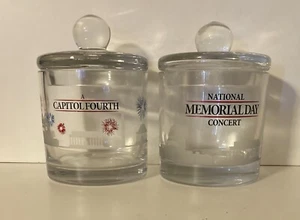 A
CAPITOL FOURTH
NATIONAL
MEMORIAL DAY
CONCERT